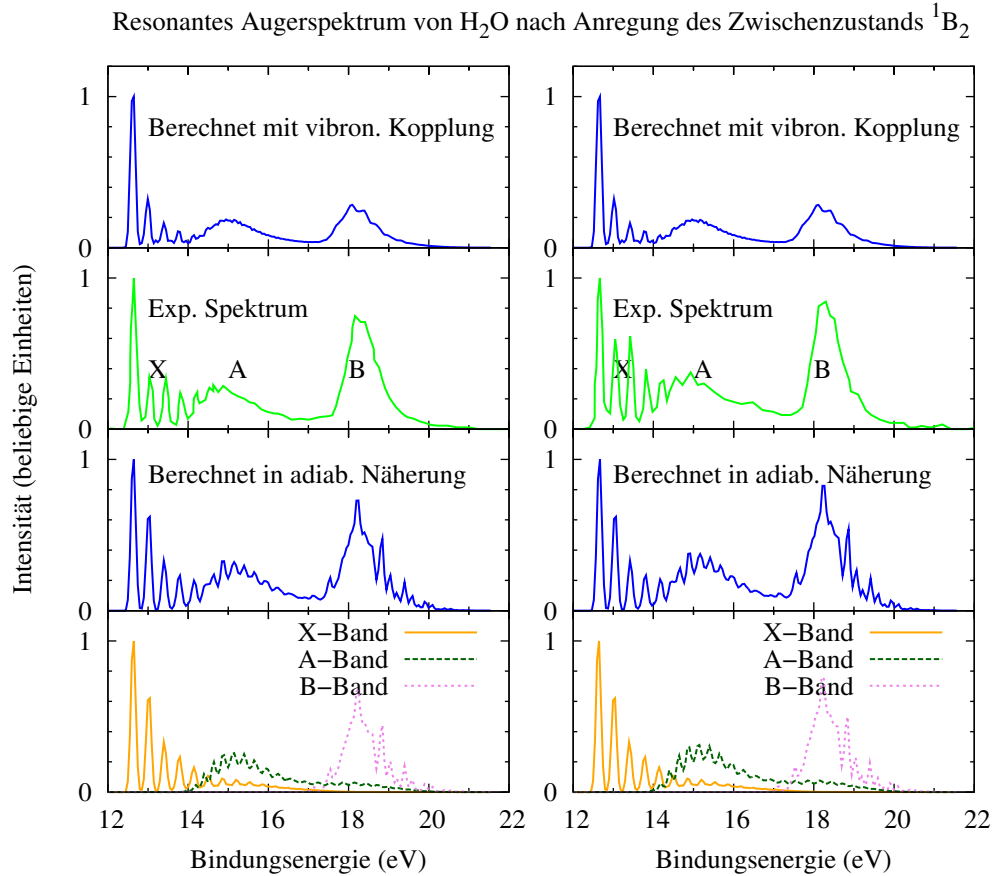 Resonantes Augerspektrum von H2O nach Anregung des Zwischenzustands 1B2
Intensität (beliebige Einheiten)
1
0
Berechnet mit vibron. Kopplung
1
0
Exp. Spektrum
X
A
B
1
0
Berechnet in adiab. Näherung
1
0
X−Band
A−Band
B−Band
12 14 16 18 20 22
Bindungsenergie (eV)
1
0
Berechnet mit vibron. Kopplung
1
0
Exp. Spektrum
X
A
B
1
0
Berechnet in adiab. Näherung
1
0
X−Band
A−Band
B−Band
12 14 16 18 20 22
Bindungsenergie (eV)